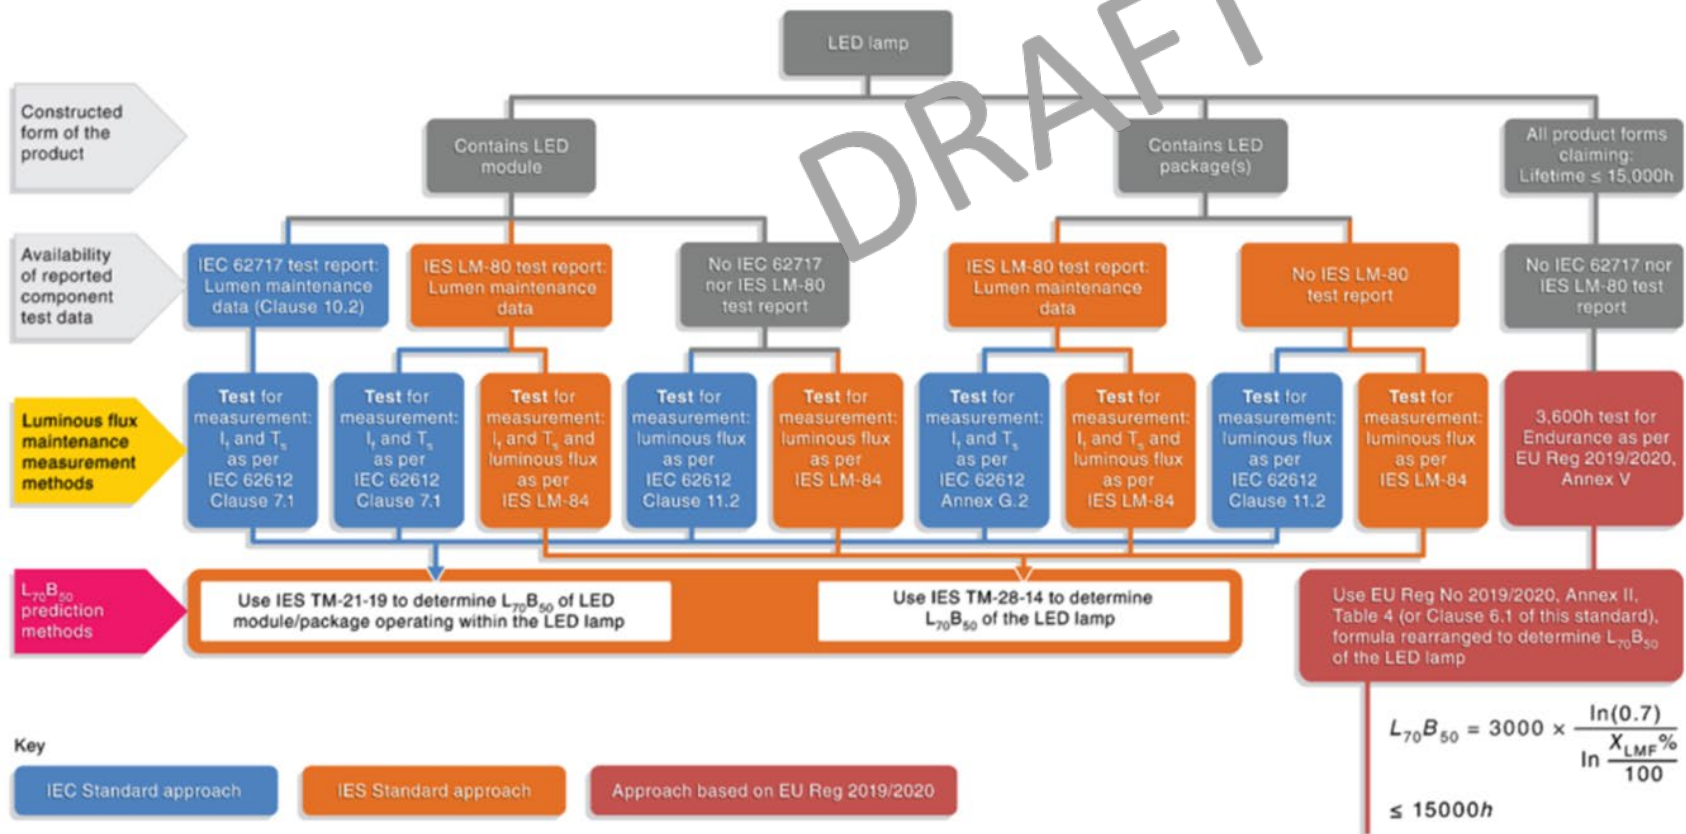 DRAFT
LED lamp
Constructed
form of the
product
Contains LED
module
Contains LED
package(s)
All product forms
claiming:
Lifetime ≤ 15,000h
Availability
of reported
component
test data
IEC 62717 test report:
Lumen maintenance
data (Clause 10.2)
IES LM-80 test report:
Lumen maintenance
data
No IEC 62717
nor IES LM-80
test report
IES LM-80 test report:
Lumen maintenance
data
No IES LM-80
test report
No IEC 62717 nor
IES LM-80 test
report
Luminous flux
maintenance
measurement
methods
Test for
measurement:
If and Ts
as per
IEC 62612
Clause 7.1
Test for
measurement:
If and Ts
as per
IEC 62612
Clause 7.1
Test for
measurement:
If and Ts and
luminous flux
as per
IES LM-84
Test for
measurement:
luminous flux
as per
IEC 62612
Clause 11.2
Test for
measurement:
luminous flux
as per
IES LM-84
Test for
measurement:
If and Ts
as per
IEC 62612
Annex G.2
Test for
measurement:
If and Ts and
luminous flux
as per
IES LM-84
Test for
measurement:
luminous flux
as per
IEC 62612
Clause 11.2
Test for
measurement:
luminous flux
as per
IES LM-84
3,600h test for
Endurance as per
EU Reg 2019/2020,
Annex V
L70B50
prediction
methods
Use IES TM-21-19 to determine L70B50 of LED
module/package operating within the LED lamp
Use IES TM-28-14 to determine
L70B50 of the LED lamp
Use EU Reg No 2019/2020, Annex II,
Table 4 (or Clause 6.1 of this standard),
formula rearranged to determine L70B50
of the LED lamp
L70B50 = 3000 × ln(0.7) / ln (XLMF% / 100)
≤ 15000h
Key
IEC Standard approach
IES Standard approach
Approach based on EU Reg 2019/2020